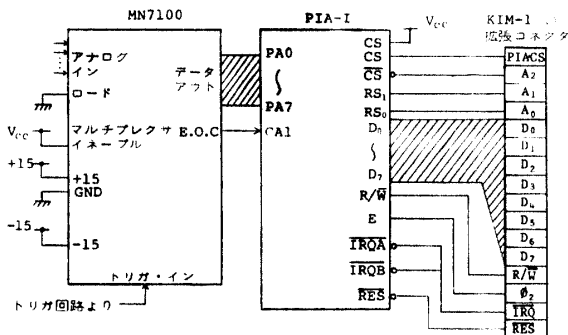 MN7100
PIA-I
KIM-1
拡張コネクタ
アナログ
イン
ロード
Vcc
マルチプレクサ
イネーブル
+15
+15
GND
-15
-15
トリガ・イン
トリガ回路より
データ
アウト
E.O.C
PA0
PA7
CA1
Vcc
CS
CS
CS
RS1
RS0
D0
D7
R/W
E
IRQA
IRQB
RES
PIACS
A2
A1
A0
D0
D1
D2
D3
D4
D5
D6
D7
R/W
ø2
IRQ
RES